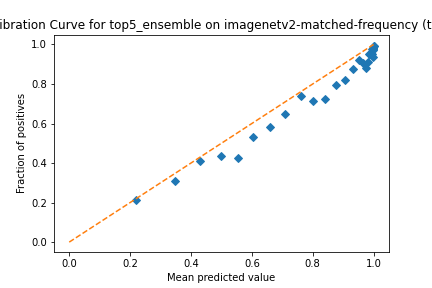 libration Curve for top5_ensemble on imagenetv2-matched-frequency (t
1.0
0.8
0.6
0.4
0.2
0.0
Fraction of positives
0.0 0.2 0.4 0.6 0.8 1.0
Mean predicted value